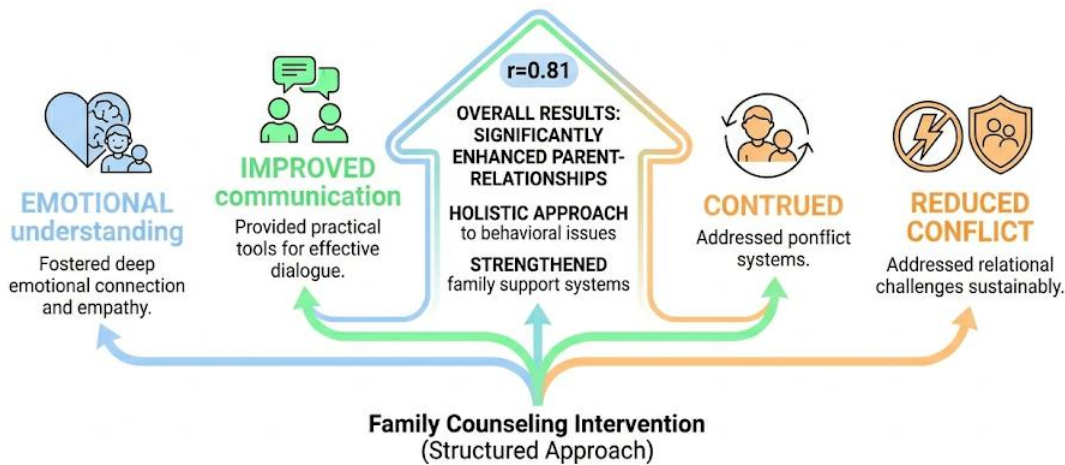 EMOTIONAL
understanding
Fostered deep
emotional connection
and empathy.
IMPROVED
communication
Provided practical
tools for effective
dialogue.
r=0.81
OVERALL RESULTS:
SIGNIFICANTLY
ENHANCED PARENT-
RELATIONSHIPS
HOLISTIC APPROACH
to behavioral issues
STRENGTHENED
family support systems
CONTRUED
Addressed ponflict
systems.
REDUCED
CONFLICT
Addressed relational
challenges sustainably.
Family Counseling Intervention
(Structured Approach)